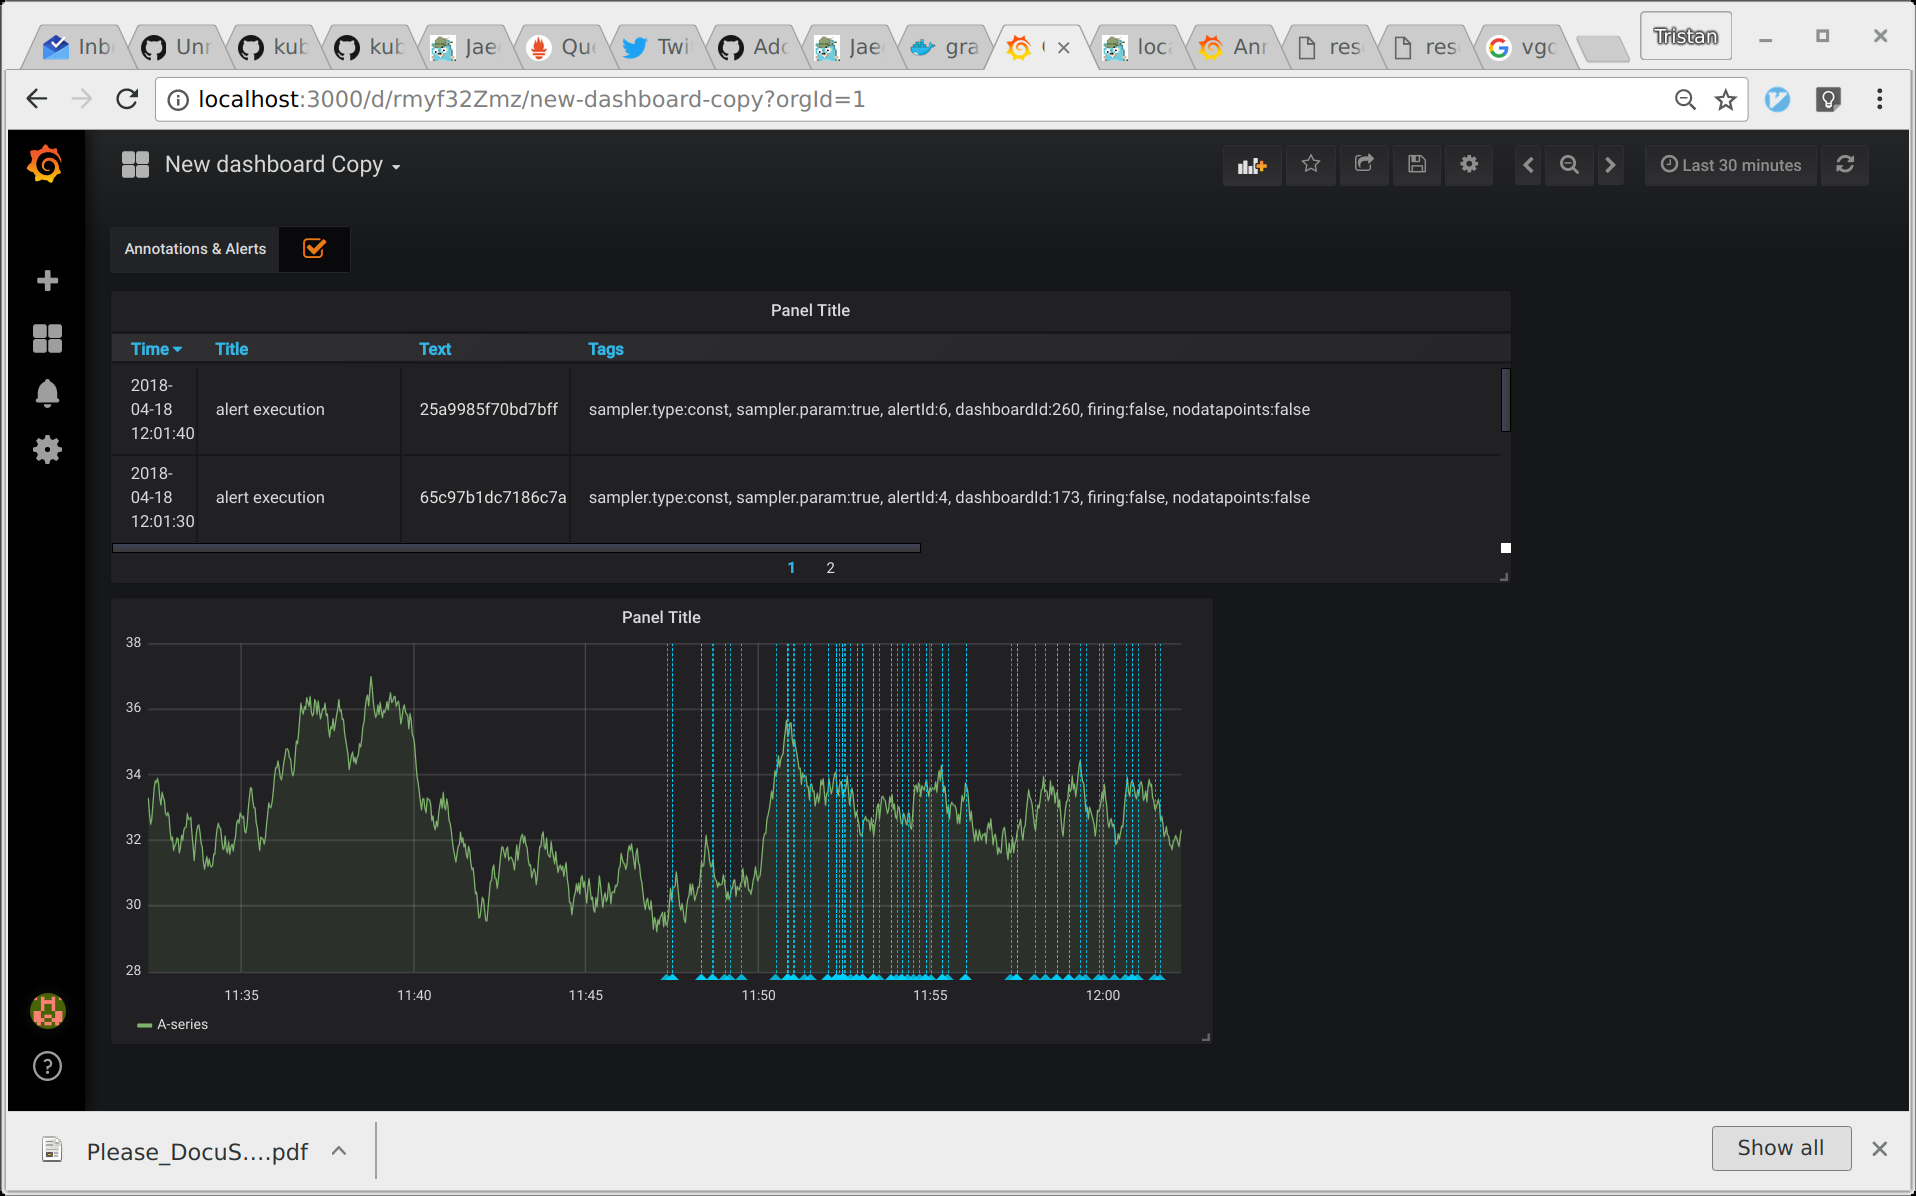 Inb Unr kub kub Jae Que Twi Add Jae gra loca Ann res res vgc Tristan
localhost:3000/d/rmyf32Zmz/new-dashboard-copy?orgId=1
New dashboard Copy Last 30 minutes
Annotations & Alerts
Panel Title
Time Title Text Tags
2018-04-18 12:01:40 alert execution 25a9985f70bd7bff sampler.type:const, sampler.param:true, alertId:6, dashboardId:260, firing:false, nodatapoints:false
2018-04-18 12:01:30 alert execution 65c97b1dc7186c7a sampler.type:const, sampler.param:true, alertId:4, dashboardId:173, firing:false, nodatapoints:false
1 2
Panel Title
38
36
34
32
30
28
11:35 11:40 11:45 11:50 11:55 12:00
A-series
Please_DocuS....pdf Show all